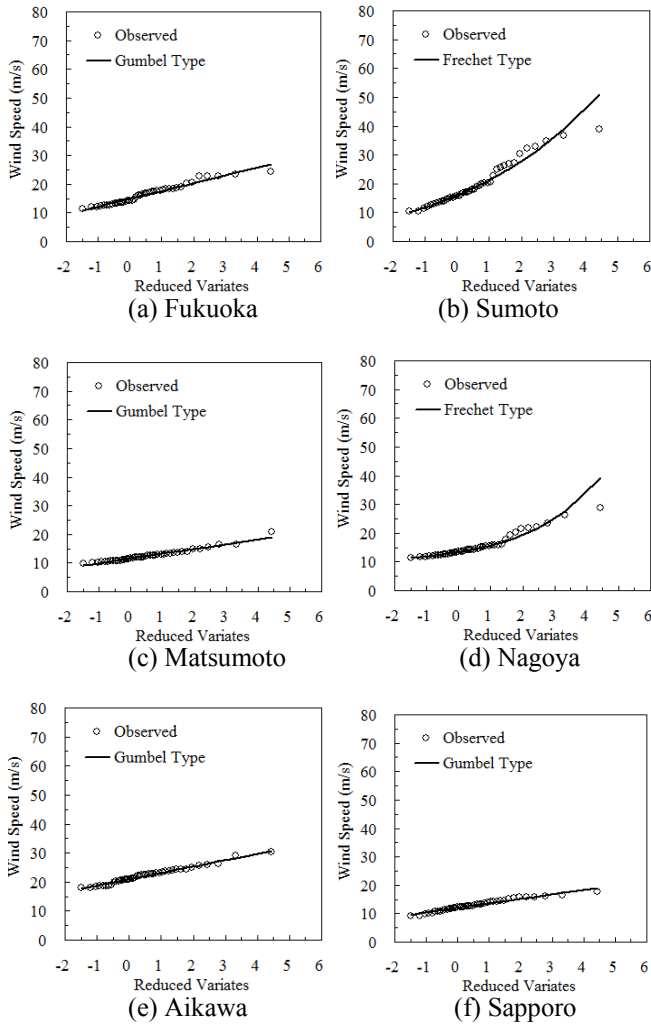 80
70
60
50
40
30
20
10
0
Wind Speed (m/s)
Observed
Gumbel Type
-2 -1 0 1 2 3 4 5 6
Reduced Variates
(a) Fukuoka
80
70
60
50
40
30
20
10
0
Wind Speed (m/s)
Observed
Frechet Type
-2 -1 0 1 2 3 4 5 6
Reduced Variates
(b) Sumoto
80
70
60
50
40
30
20
10
0
Wind Speed (m/s)
Observed
Gumbel Type
-2 -1 0 1 2 3 4 5 6
Reduced Variates
(c) Matsumoto
80
70
60
50
40
30
20
10
0
Wind Speed (m/s)
Observed
Frechet Type
-2 -1 0 1 2 3 4 5 6
Reduced Variates
(d) Nagoya
80
70
60
50
40
30
20
10
0
Wind Speed (m/s)
Observed
Gumbel Type
-2 -1 0 1 2 3 4 5 6
Reduced Variates
(e) Aikawa
80
70
60
50
40
30
20
10
0
Wind Speed (m/s)
Observed
Gumbel Type
-2 -1 0 1 2 3 4 5 6
Reduced Variates
(f) Sapporo